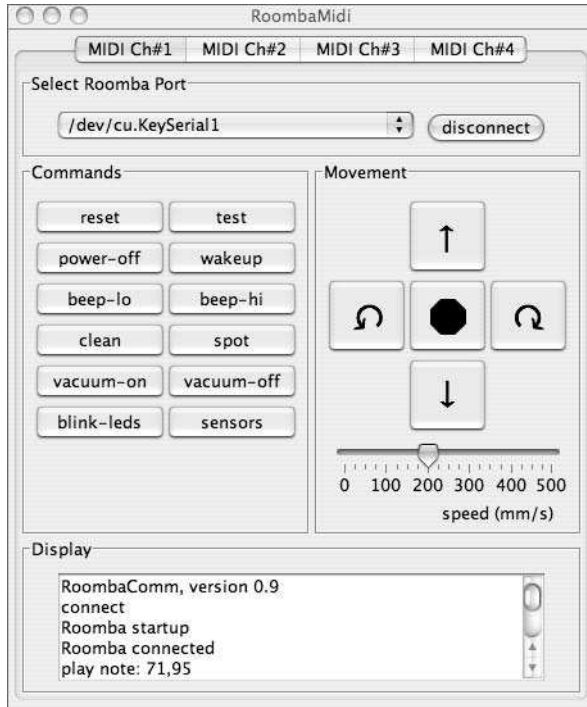 RoombaMidi
MIDI Ch#1 MIDI Ch#2 MIDI Ch#3 MIDI Ch#4
Select Roomba Port
/dev/cu.KeySerial1 disconnect
Commands
reset test
power-off wakeup
beep-lo beep-hi
clean spot
vacuum-on vacuum-off
blink-leds sensors
Movement
0 100 200 300 400 500
speed (mm/s)
Display
RoombaComm, version 0.9
connect
Roomba startup
Roomba connected
play note: 71,95